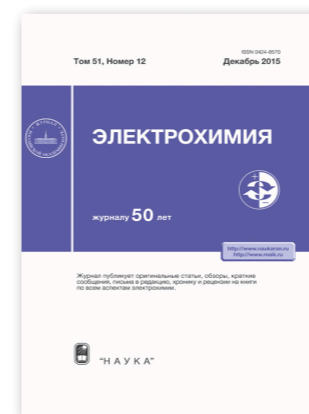 ISSN 0424-8570
Том 51, Номер 12
Декабрь 2015
ЭЛЕКТРОХИМИЯ
журналу 50 лет
http://www.naukaran.ru
http://www.maik.ru
Журнал публикует оригинальные статьи, обзоры, краткие
сообщения, письма в редакцию, хронику и рецензии на книги
по всем аспектам электрохимии.
"НАУКА"